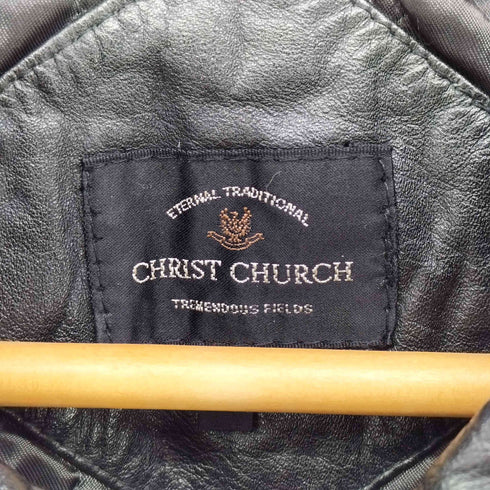 ETERNAL TRADITIONAL
CHRIST CHURCH
TREMENDOUS FIELDS